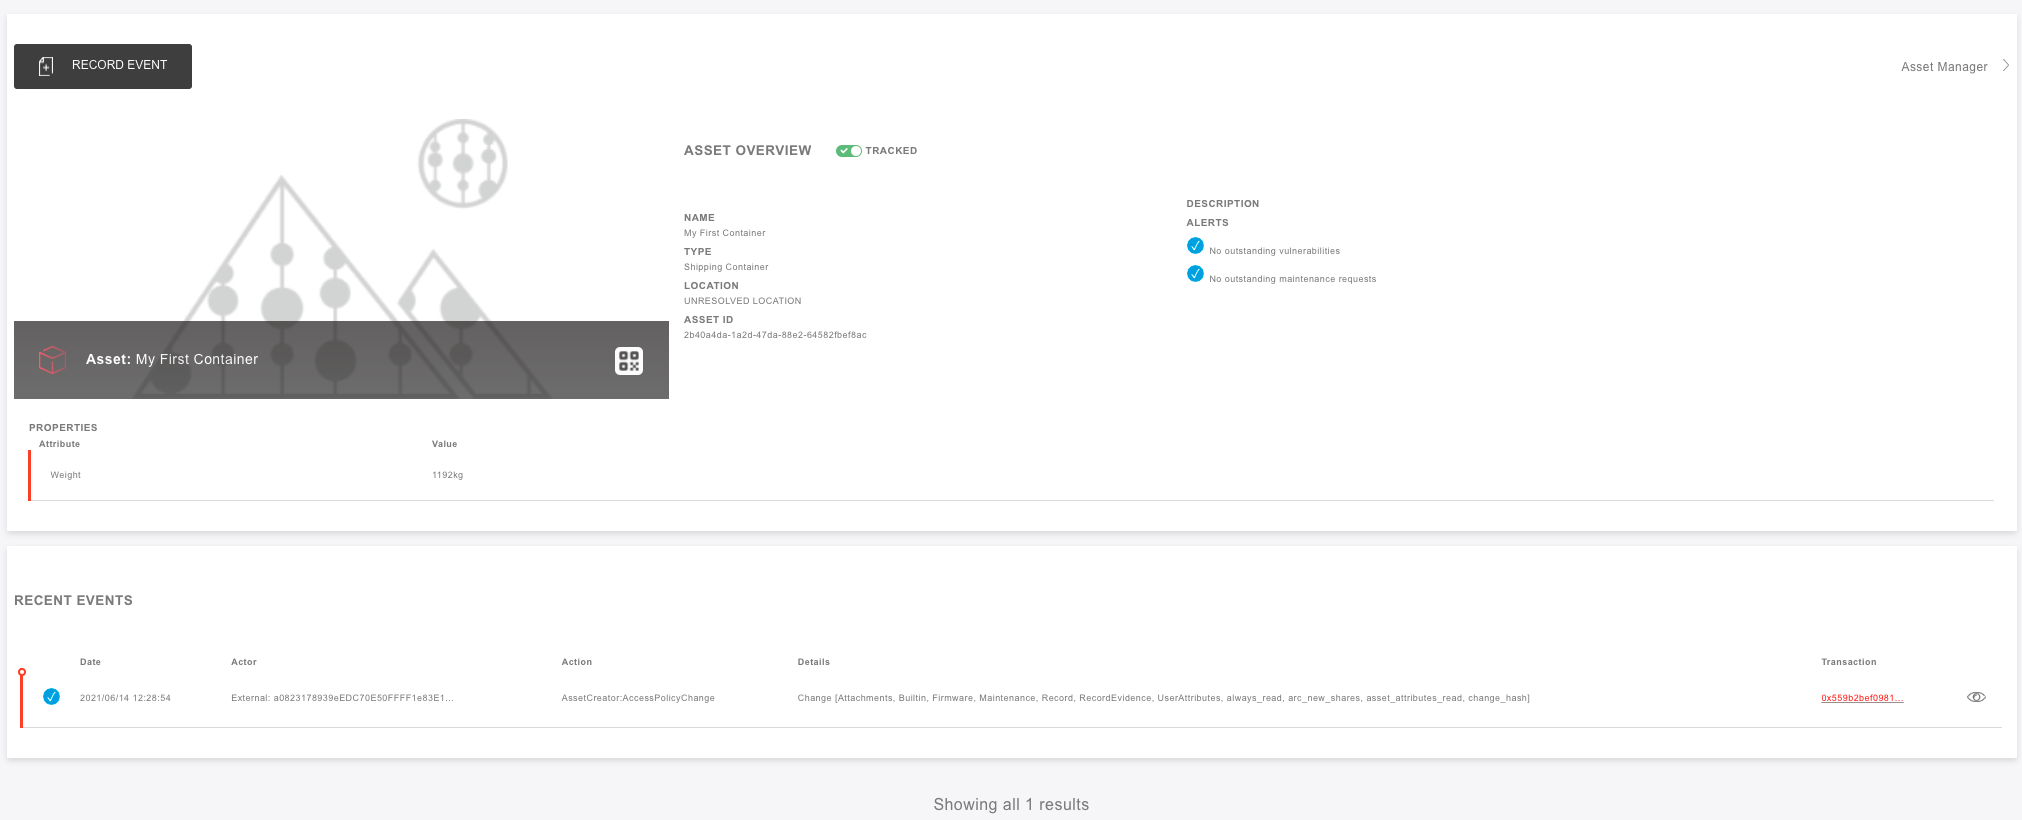 RECORD EVENT
Asset Manager
ASSET OVERVIEW TRACKED
NAME
My First Container
TYPE
Shipping Container
LOCATION
UNRESOLVED LOCATION
ASSET ID
2b40a4da-1a2d-47da-88e2-64582fbef8ac
DESCRIPTION
ALERTS
No outstanding vulnerabilities
No outstanding maintenance requests
Asset: My First Container
PROPERTIES
Attribute Value
Weight 1192kg
RECENT EVENTS
Date Actor Action Details Transaction
2021/06/14 12:28:54 External: a0823178939eEDC70E50FFFF1e83E1... AssetCreator:AccessPolicyChange Change [Attachments, Builtin, Firmware, Maintenance, Record, RecordEvidence, UserAttributes, always_read, arc_new_shares, asset_attributes_read, change_hash] 0x559b2bef0981...
Showing all 1 results